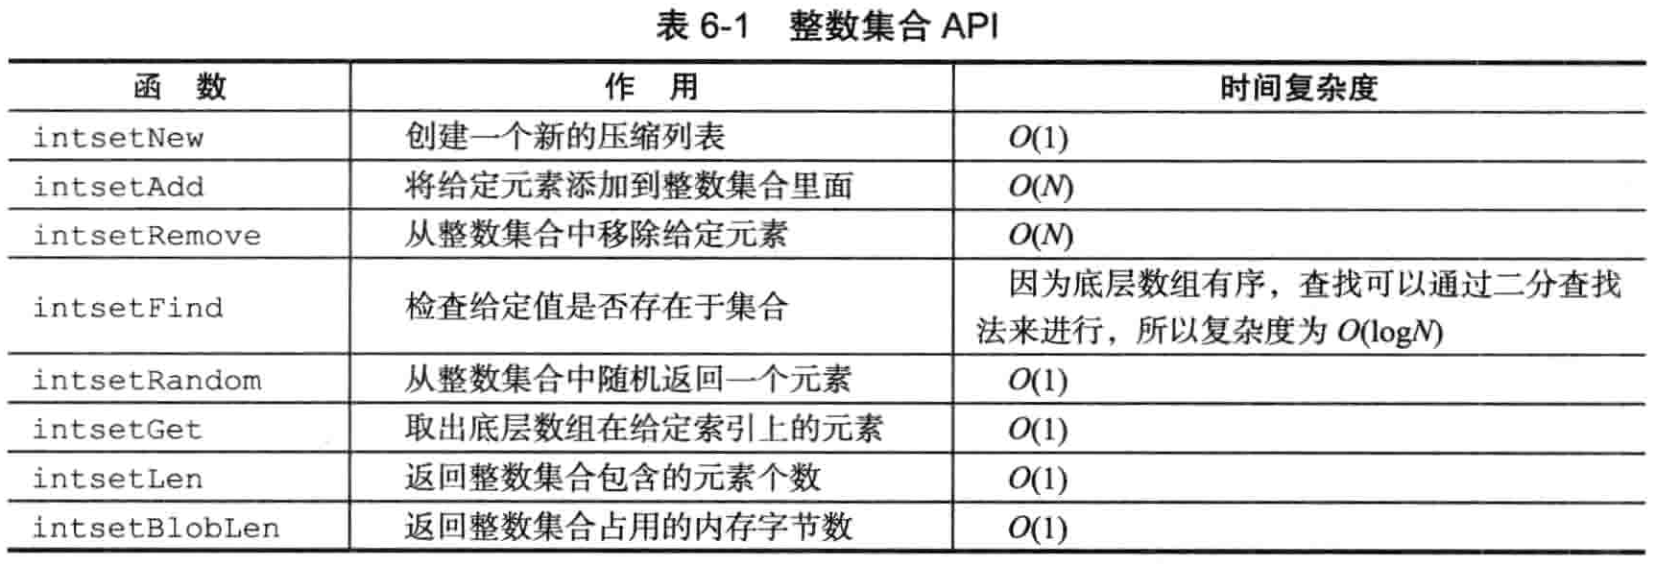 表 6-1 整数集合 API
函 数 作 用 时间复杂度
intsetNew 创建一个新的压缩列表 O(1)
intsetAdd 将给定元素添加到整数集合里面 O(N)
intsetRemove 从整数集合中移除给定元素 O(N)
intsetFind 检查给定值是否存在于集合 因为底层数组有序，查找可以通过二分查找
法来进行，所以复杂度为 O(logN)
intsetRandom 从整数集合中随机返回一个元素 O(1)
intsetGet 取出底层数组在给定索引上的元素 O(1)
intsetLen 返回整数集合包含的元素个数 O(1)
intsetBlobLen 返回整数集合占用的内存字节数 O(1)